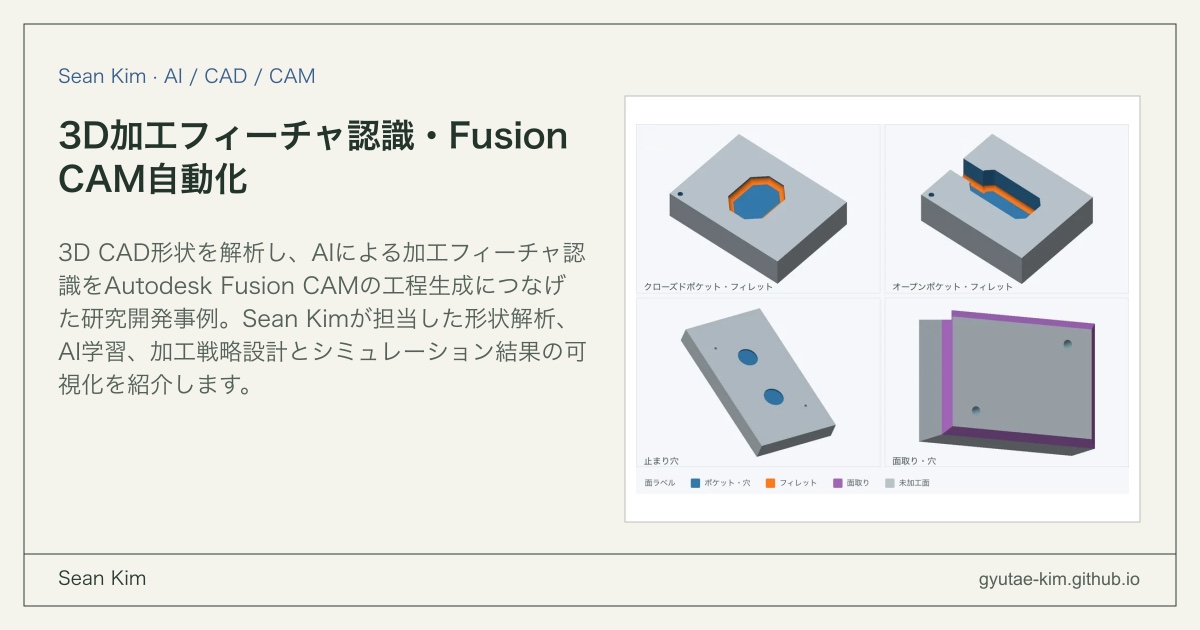 Sean Kim · AI / CAD / CAM
3D加工フィーチャ認識・Fusion
CAM自動化
3D CAD形状を解析し、AIによる加工フィーチャ認
識をAutodesk Fusion CAMの工程生成につなげ
た研究開発事例。Sean Kimが担当した形状解析、
AI学習、加工戦略設計とシミュレーション結果の可
視化を紹介します。
クローズドポケット・フィレット
オープンポケット・フィレット
止まり穴
面取り・穴
面ラベル ポケット・穴 フィレット 面取り 未加工面
Sean Kim
gyutae-kim.github.io